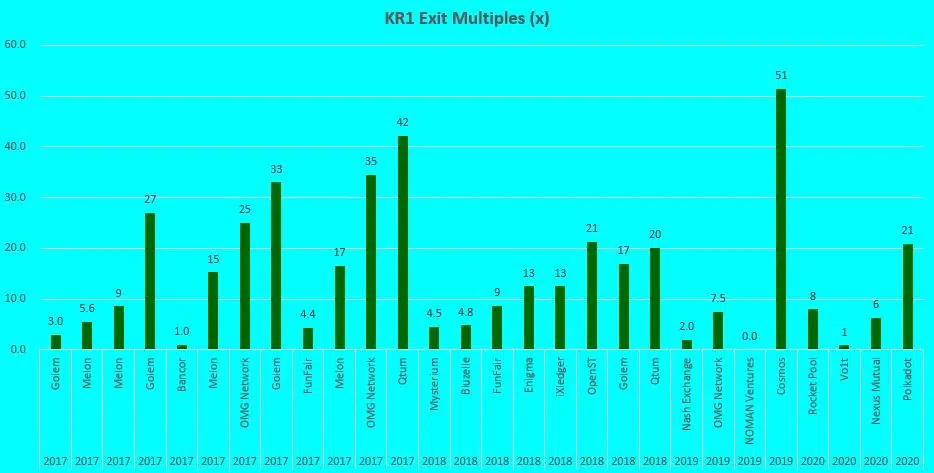 KR1 Exit Multiples (x)
60.0
50.0
40.0
30.0
20.0
10.0
0.0
3.0
5.6
9
27
1.0
15
25
33
4.4
17
35
42
4.5
4.8
9
13
13
21
17
20
2.0
7.5
0.0
51
8
1
6
21
Golem
Melon
Melon
Golem
Bancor
Melon
OMG Network
Golem
FunFair
Melon
OMG Network
Qtum
Mysterium
Bluzelle
FunFair
Enigma
iXledger
OpenST
Golem
Qtum
Nash Exchange
OMG Network
NOMAN Ventures
Cosmos
Rocket Pool
Vo1t
Nexus Mutual
Polkadot
2017 2017 2017 2017 2017 2017 2017 2017 2017 2017 2017 2017 2018 2018 2018 2018 2018 2018 2018 2018 2019 2019 2019 2019 2020 2020 2020 2020